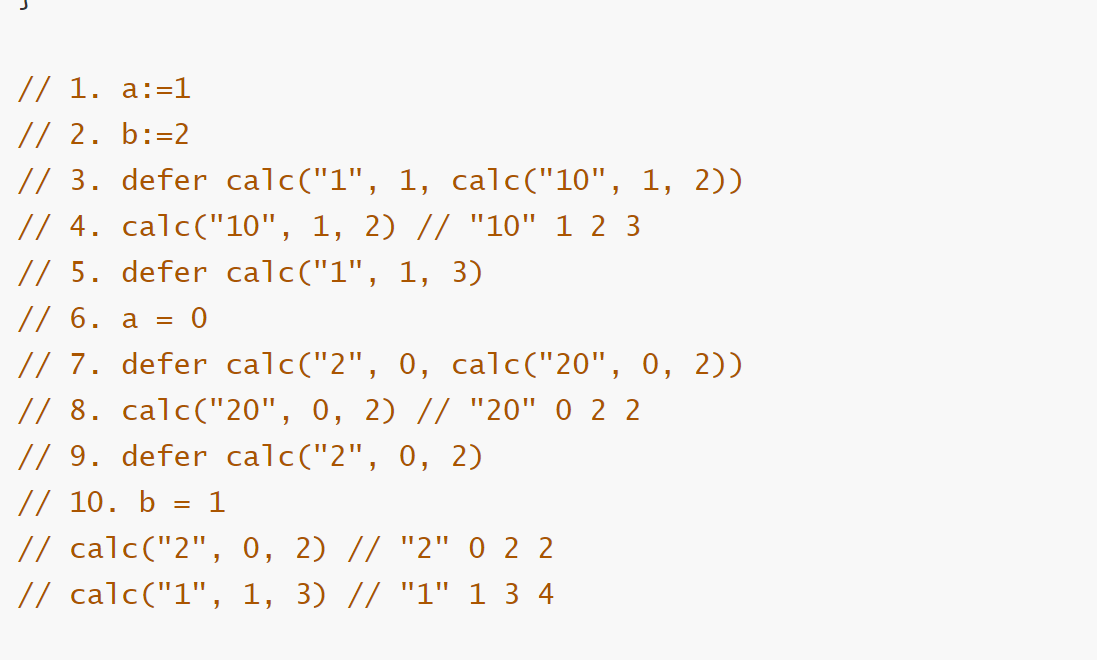 }
// 1. a:=1
// 2. b:=2
// 3. defer calc("1", 1, calc("10", 1, 2))
// 4. calc("10", 1, 2) // "10" 1 2 3
// 5. defer calc("1", 1, 3)
// 6. a = 0
// 7. defer calc("2", 0, calc("20", 0, 2))
// 8. calc("20", 0, 2) // "20" 0 2 2
// 9. defer calc("2", 0, 2)
// 10. b = 1
// calc("2", 0, 2) // "2" 0 2 2
// calc("1", 1, 3) // "1" 1 3 4